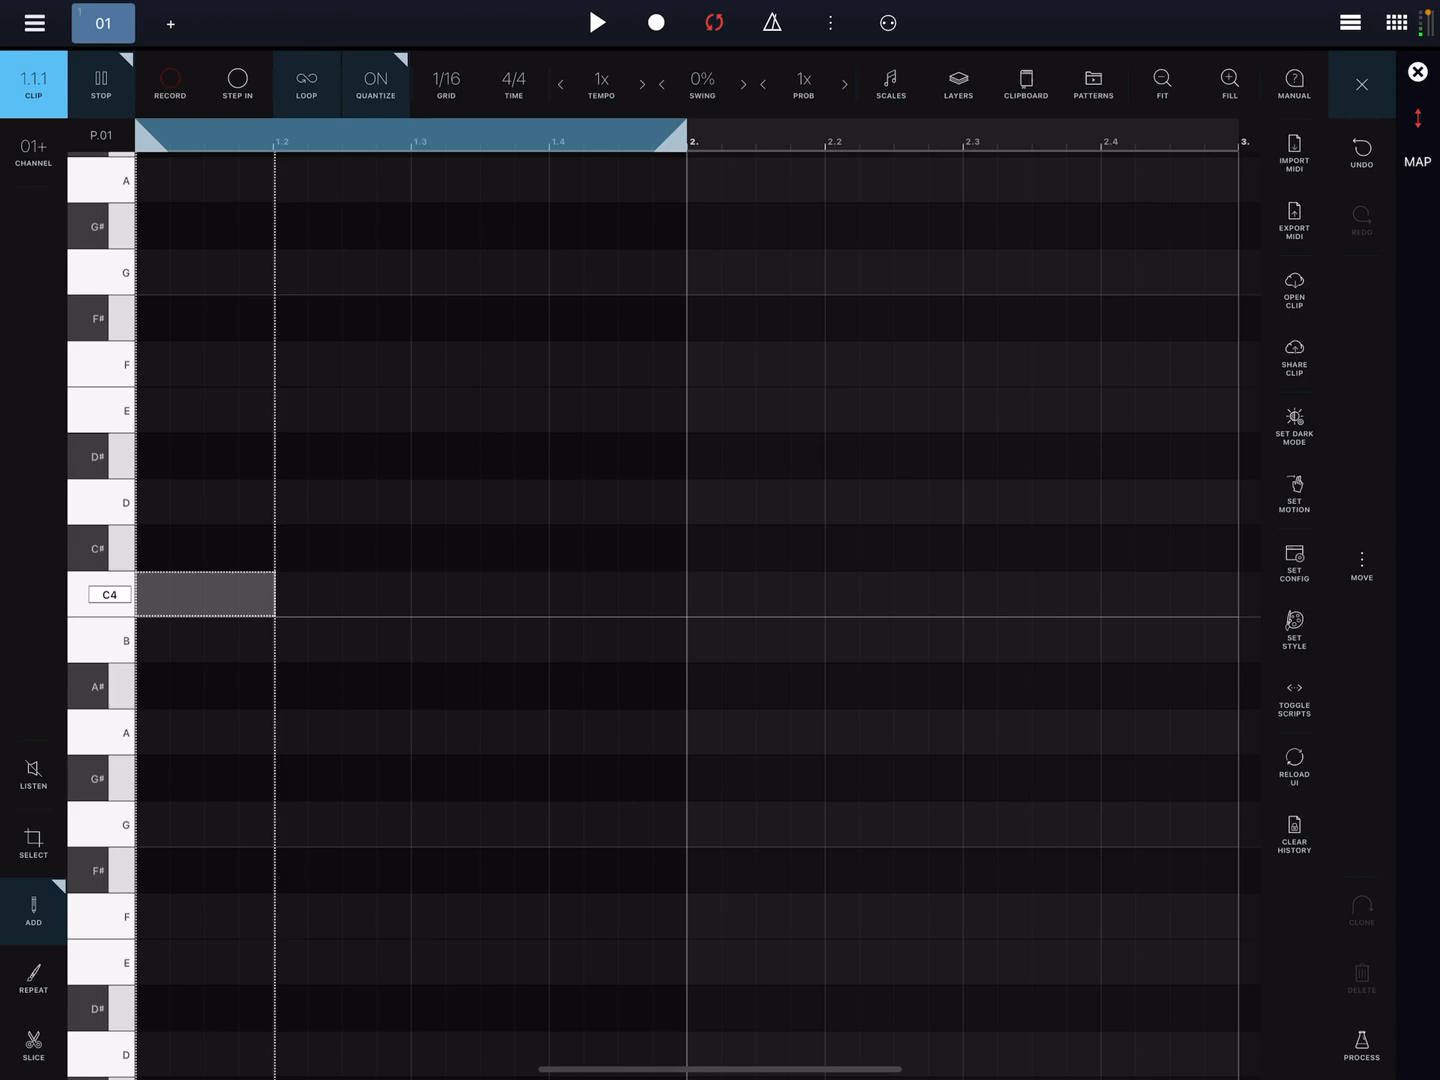 1
01
+
1.1.1
CLIP
STOP
RECORD
STEP IN
LOOP
ON
QUANTIZE
1/16
GRID
4/4
TIME
1x
TEMPO
0%
SWING
1x
PROB
SCALES
LAYERS
CLIPBOARD
PATTERNS
FIT
FILL
?
MANUAL
01+
CHANNEL
P.01
1.2
1.3
1.4
2.
2.2
2.3
2.4
3.
IMPORT
MIDI
UNDO
MAP
A
G#
EXPORT
MIDI
REDO
G
OPEN
CLIP
F#
F
SHARE
CLIP
E
SET DARK
MODE
D#
D
SET
MOTION
C#
SET
CONFIG
MOVE
C4
B
SET
STYLE
A#
TOGGLE
SCRIPTS
A
G#
LISTEN
RELOAD
UI
G
SELECT
CLEAR
HISTORY
F#
F
ADD
CLONE
E
REPEAT
DELETE
D#
D
SLICE
PROCESS